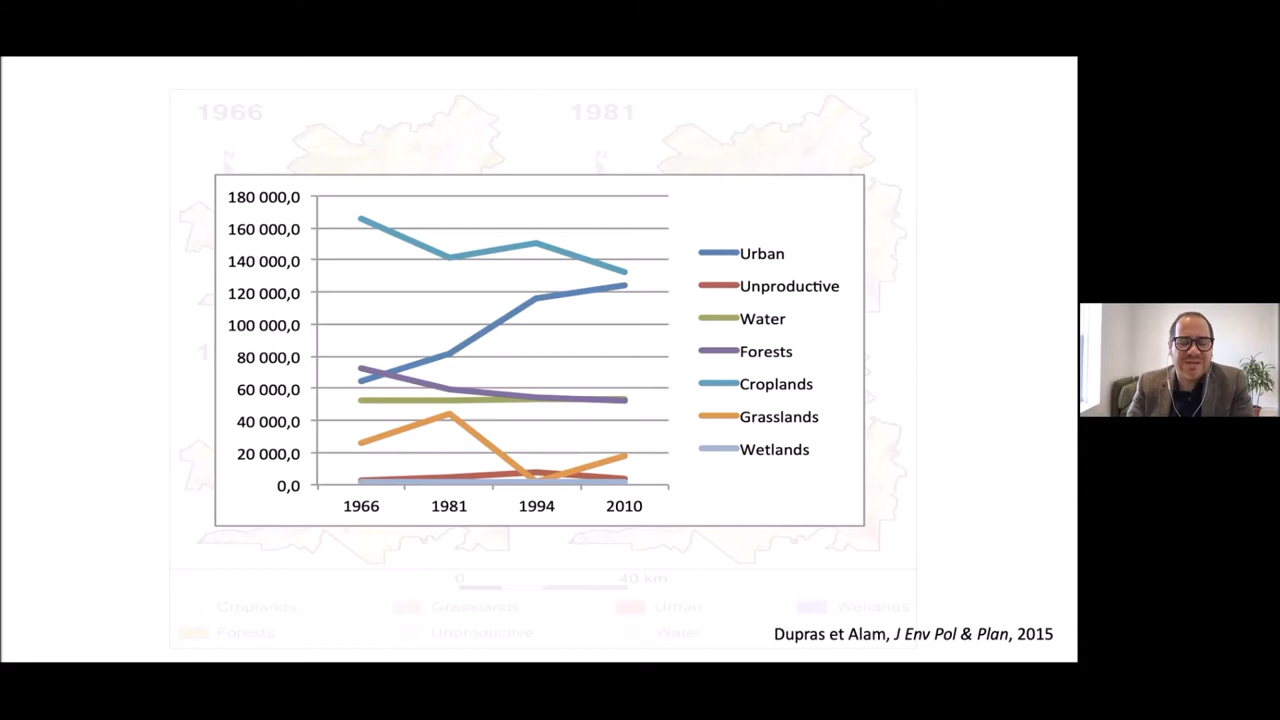 1966
1981
180 000,0
160 000,0
140 000,0
120 000,0
100 000,0
80 000,0
60 000,0
40 000,0
20 000,0
0,0
1966 1981 1994 2010
Urban
Unproductive
Water
Forests
Croplands
Grasslands
Wetlands
0 40 km
Croplands Grasslands Urban Wetlands
Forests Unproductive Water
Dupras et Alam, J Env Pol & Plan, 2015